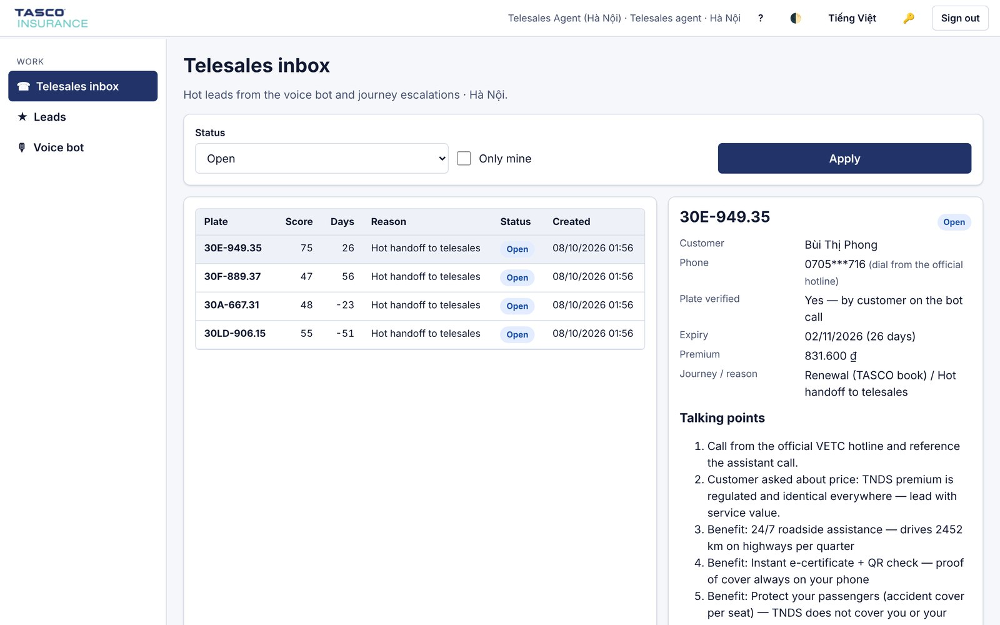 TASCO
INSURANCE
Telesales Agent (Hà Nội) · Telesales agent · Hà Nội
?
Tiếng Việt
Sign out
WORK
Telesales inbox
Leads
Voice bot
Telesales inbox
Hot leads from the voice bot and journey escalations · Hà Nội.
Status
Open
Only mine
Apply
Plate Score Days Reason Status Created
30E-949.35 75 26 Hot handoff to telesales Open 08/10/2026 01:56
30F-889.37 47 56 Hot handoff to telesales Open 08/10/2026 01:56
30A-667.31 48 -23 Hot handoff to telesales Open 08/10/2026 01:56
30LD-906.15 55 -51 Hot handoff to telesales Open 08/10/2026 01:56
30E-949.35
Open
Customer Bùi Thị Phong
Phone 0705***716 (dial from the official
hotline)
Plate verified Yes — by customer on the bot
call
Expiry 02/11/2026 (26 days)
Premium 831.600 ₫
Journey / reason Renewal (TASCO book) / Hot
handoff to telesales
Talking points
1. Call from the official VETC hotline and reference
the assistant call.
2. Customer asked about price: TNDS premium is
regulated and identical everywhere — lead with
service value.
3. Benefit: 24/7 roadside assistance — drives 2452
km on highways per quarter
4. Benefit: Instant e-certificate + QR check — proof
of cover always on your phone
5. Benefit: Protect your passengers (accident cover
per seat) — TNDS does not cover you or your